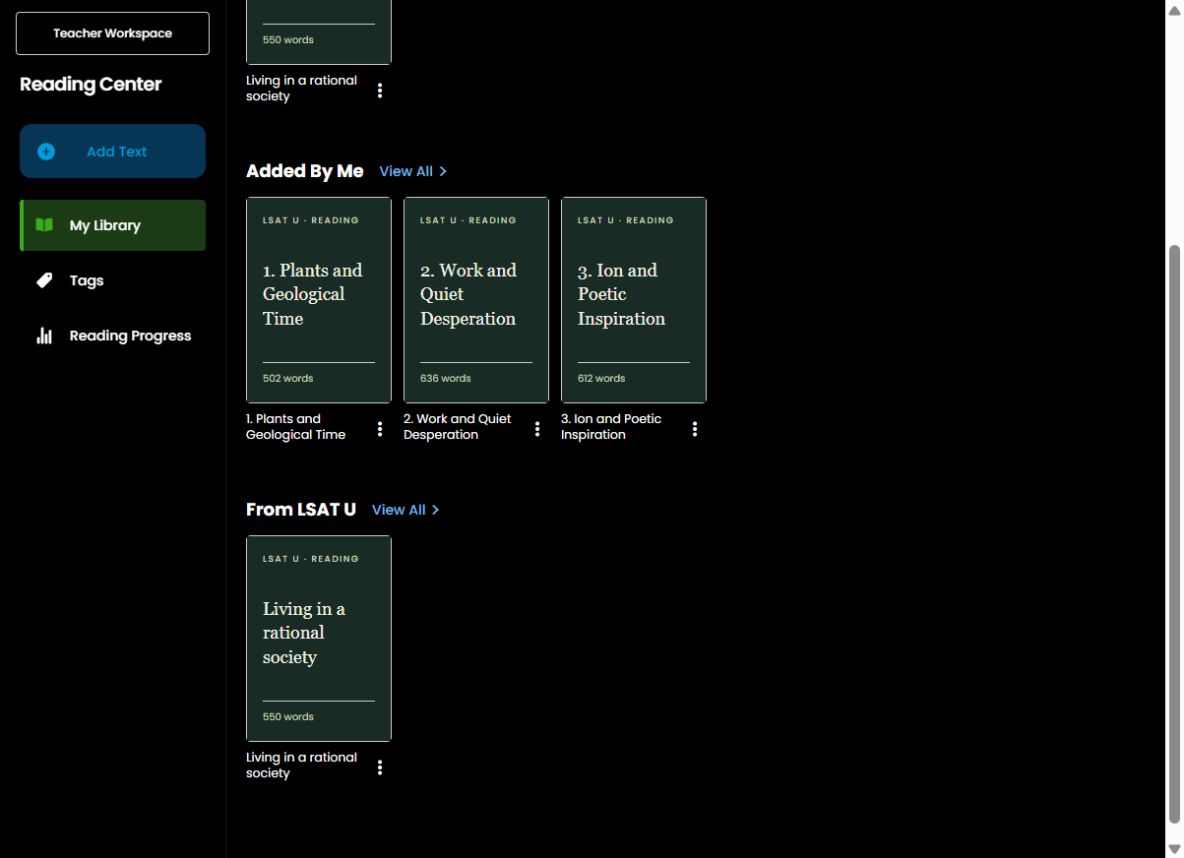 Teacher Workspace
Reading Center
Add Text
My Library
Tags
Reading Progress
550 words
Living in a rational
society
Added By Me View All
LSAT U · READING
1. Plants and
Geological
Time
502 words
1. Plants and
Geological Time
LSAT U · READING
2. Work and
Quiet
Desperation
636 words
2. Work and Quiet
Desperation
LSAT U · READING
3. Ion and
Poetic
Inspiration
612 words
3. Ion and Poetic
Inspiration
From LSAT U View All
LSAT U · READING
Living in a
rational
society
550 words
Living in a rational
society